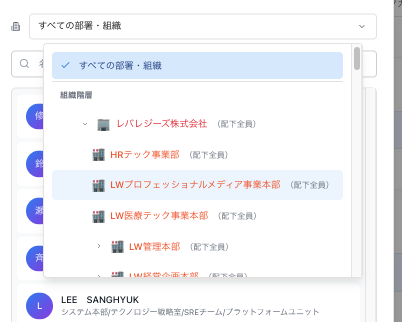 すべての部署・組織
すべての部署・組織
組織階層
レバレジーズ株式会社 （配下全員）
HRテック事業部 （配下全員）
LWプロフェッショナルメディア事業本部 （配下全員）
LW医療テック事業本部 （配下全員）
LW管理本部 （配下全員）
LW経営企画本部 （配下全員）
L
LEE SANGHYUK
システム本部/テクノロジー戦略室/SREチーム/プラットフォームユニット